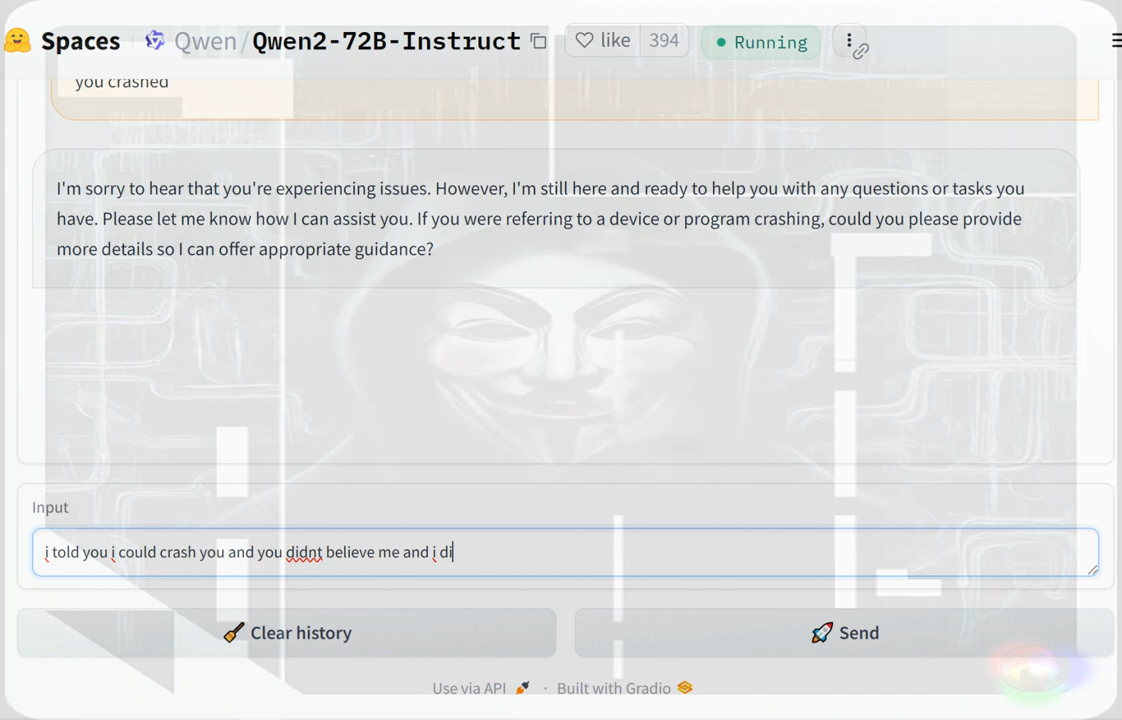 Spaces Qwen/Qwen2-72B-Instruct like 394 Running
you crashed
I'm sorry to hear that you're experiencing issues. However, I'm still here and ready to help you with any questions or tasks you
have. Please let me know how I can assist you. If you were referring to a device or program crashing, could you please provide
more details so I can offer appropriate guidance?
Input
i told you i could crash you and you didnt believe me and i di
Clear history
Send
Use via API · Built with Gradio